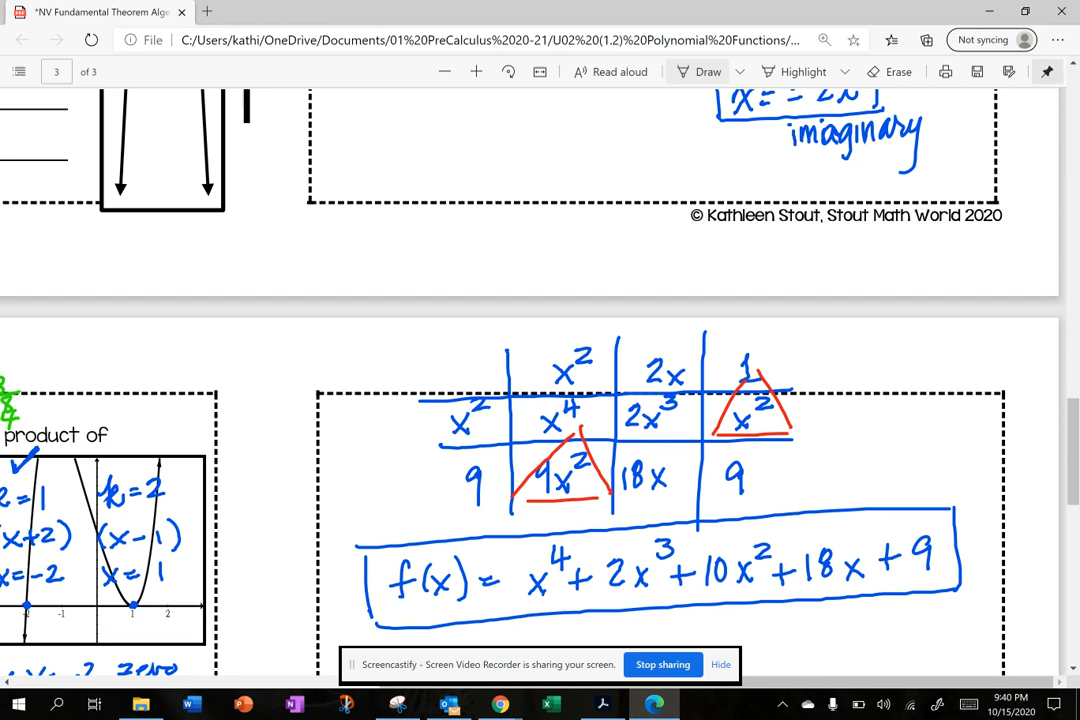 *NV Fundamental Theorem Alge
File C:/Users/kathi/OneDrive/Documents/01%20PreCalculus%2020-21/U02%20(1.2)%20Polynomial%20Functions/... Not syncing
3 of 3 Read aloud Draw Highlight Erase
imaginary
© Kathleen Stout, Stout Math World 2020
x² 2x 1
x² x⁴ 2x³ x²
9 9x² 18x 9
product of
= 1 k = 2
x+2) (x-1)
x = -2 x = 1
-1 1 2
f(x) = x⁴ + 2x³ + 10x² + 18x + 9
zero
Screencastify - Screen Video Recorder is sharing your screen. Stop sharing Hide
9:40 PM
10/15/2020